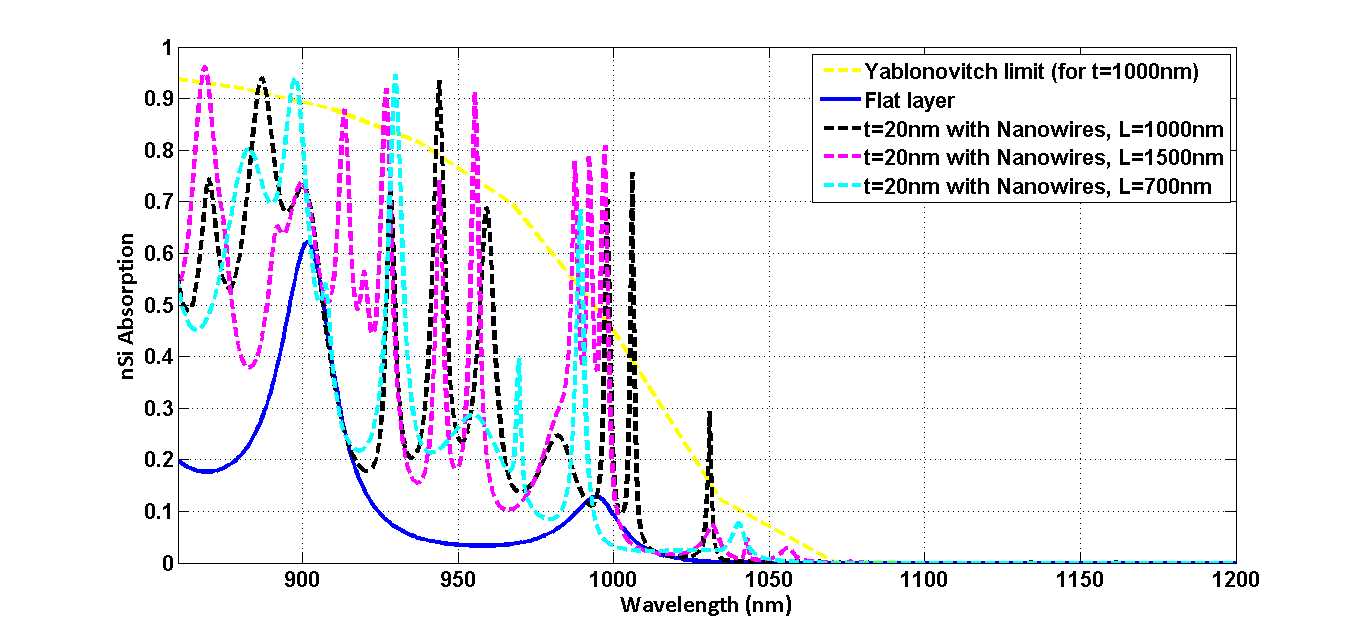 1
0.9
0.8
0.7
0.6
0.5
0.4
0.3
0.2
0.1
0
nSi Absorption
Yablonovitch limit (for t=1000nm)
Flat layer
t=20nm with Nanowires, L=1000nm
t=20nm with Nanowires, L=1500nm
t=20nm with Nanowires, L=700nm
900 950 1000 1050 1100 1150 1200
Wavelength (nm)